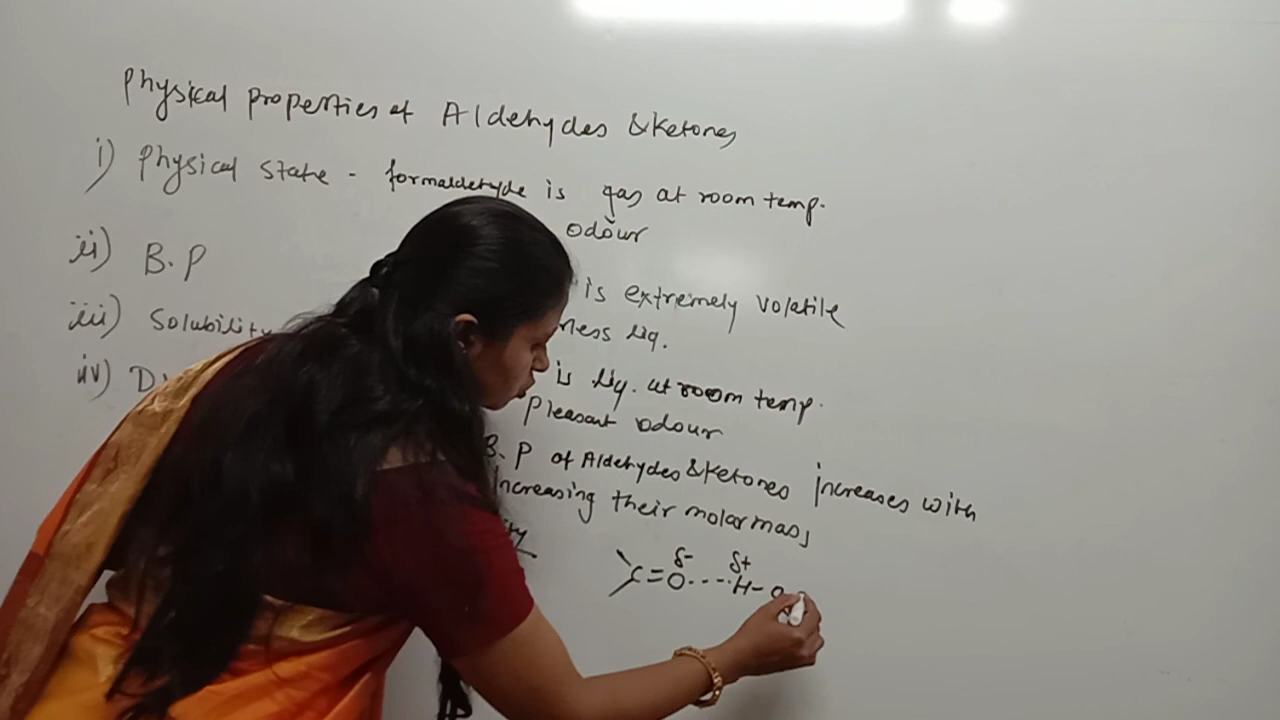 Physical properties of Aldehydes & Ketones
i) Physical state - formaldehyde is gas at room temp.
odour
ii) B.P
is extremely volatile
iii) Solubility
ness liq.
iv) D
is liq. at room temp.
Pleasant odour
B.P of Aldehydes & Ketones increases with
increasing their molar mass
ity
δ- δ+
C=O----H-O